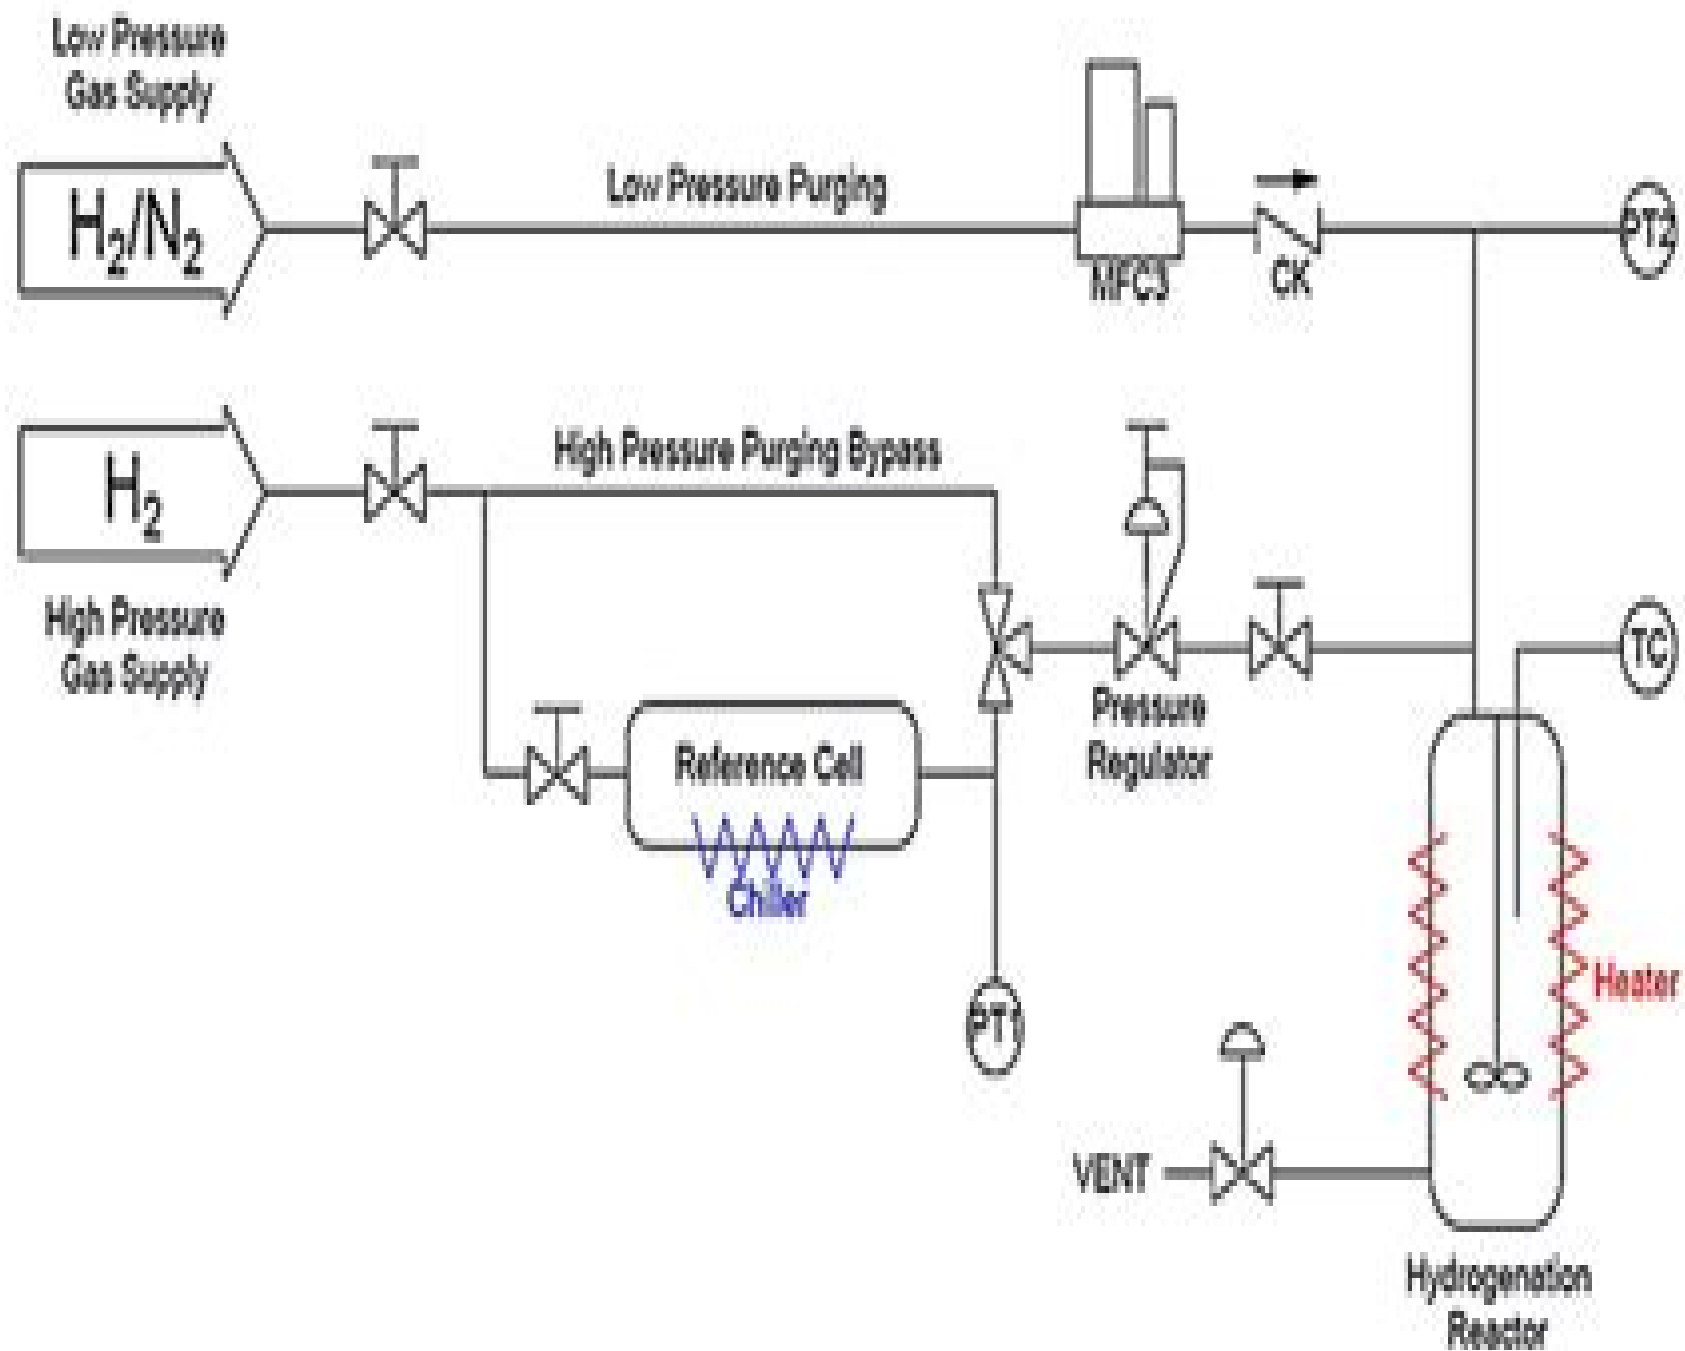 Low Pressure
Gas Supply
H₂/N₂
Low Pressure Purging
MFC3
CK
PT2
H₂
High Pressure Purging Bypass
High Pressure
Gas Supply
Pressure
Regulator
TC
Reference Cell
Chiller
PT1
Heater
VENT
Hydrogenation
Reactor